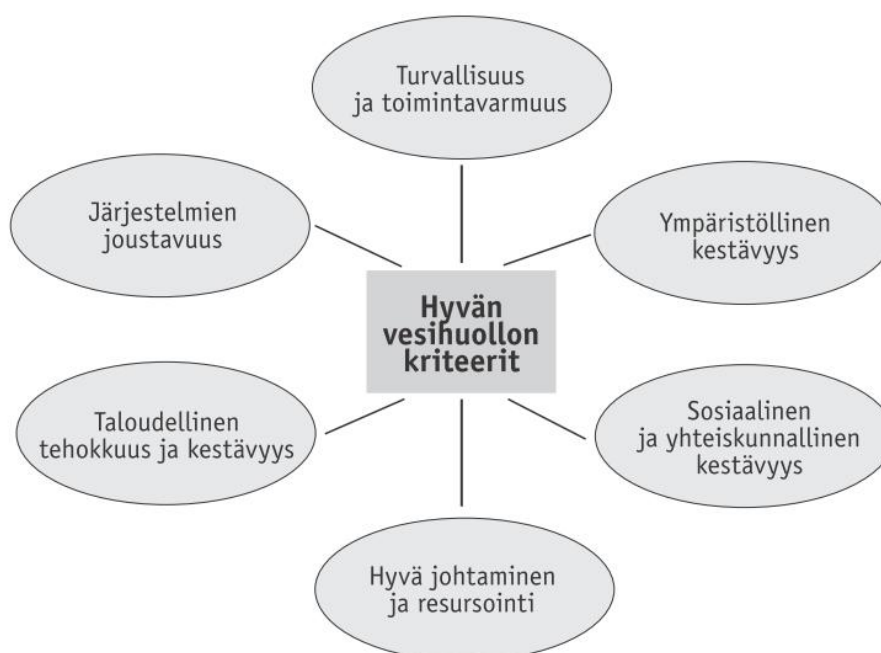 Turvallisuus
ja toimintavarmuus
Järjestelmien
joustavuus
Ympäristöllinen
kestävyys
Hyvän
vesihuollon
kriteerit
Taloudellinen
tehokkuus ja kestävyys
Sosiaalinen
ja yhteiskunnallinen
kestävyys
Hyvä johtaminen
ja resursointi